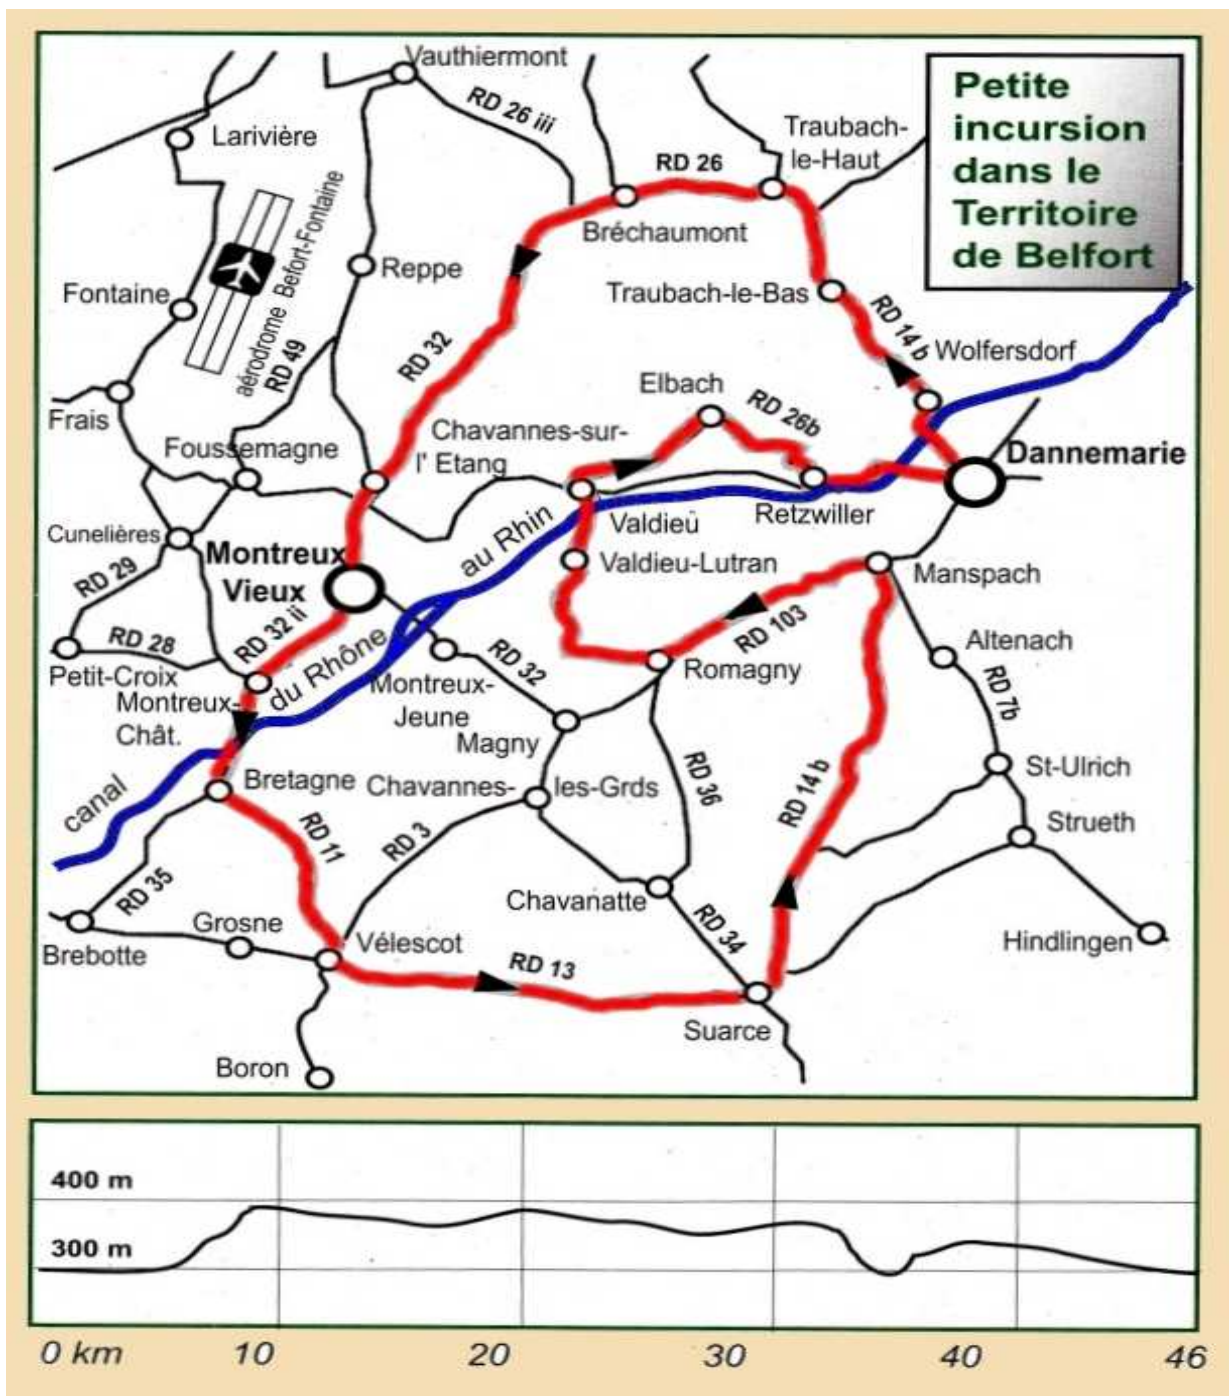 Petite
incursion
dans le
Territoire
de Belfort
Vauthiermont
RD 26 iii
Larivière
RD 26
Traubach-
le-Haut
aérodrome Befort-Fontaine
Bréchaumont
Reppe
Fontaine
Traubach-le-Bas
RD 14 b
Wolfersdorf
RD 49
RD 32
Elbach
RD 26b
Frais
Foussemagne
Chavannes-sur-
l' Etang
Dannemarie
Cunelières
Montreux
Vieux
au Rhin
Valdieü
Retzwiller
Valdieu-Lutran
Manspach
RD 29
RD 28
RD 32 ii
du Rhône
RD 32
RD 103
Altenach
Petit-Croix
Romagny
RD 7b
Montreux-
Chât.
Montreux-
Jeune
Magny
RD 36
St-Ulrich
Bretagne
Chavannes-
les-Grds
canal
RD 11
RD 3
RD 14 b
Strueth
RD 35
Chavanatte
RD 34
Brebotte
Grosne
Vélescot
Hindlingen
RD 13
Suarce
Boron
400 m
300 m
0 km 10 20 30 40 46